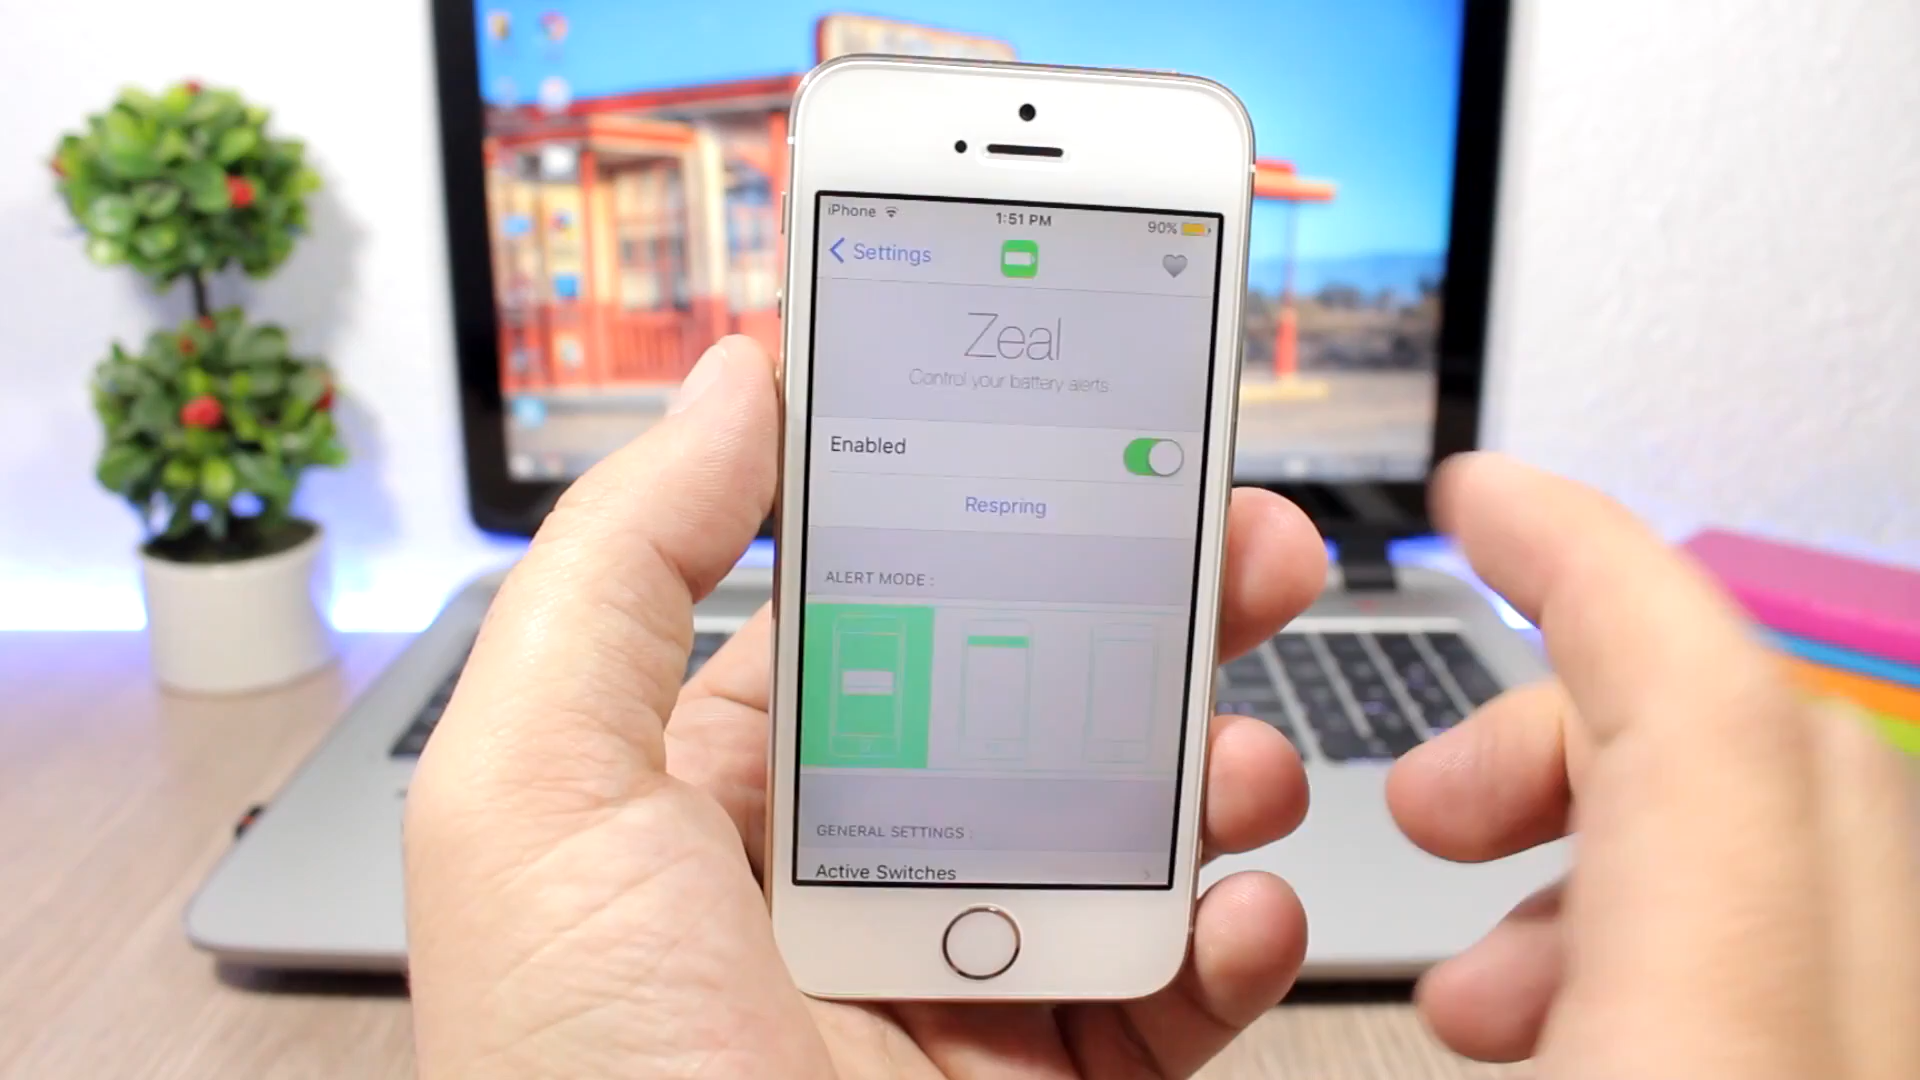 iPhone
1:51 PM
90%
Settings
Zeal
Control your battery alerts
Enabled
Respring
ALERT MODE :
GENERAL SETTINGS :
Active Switches